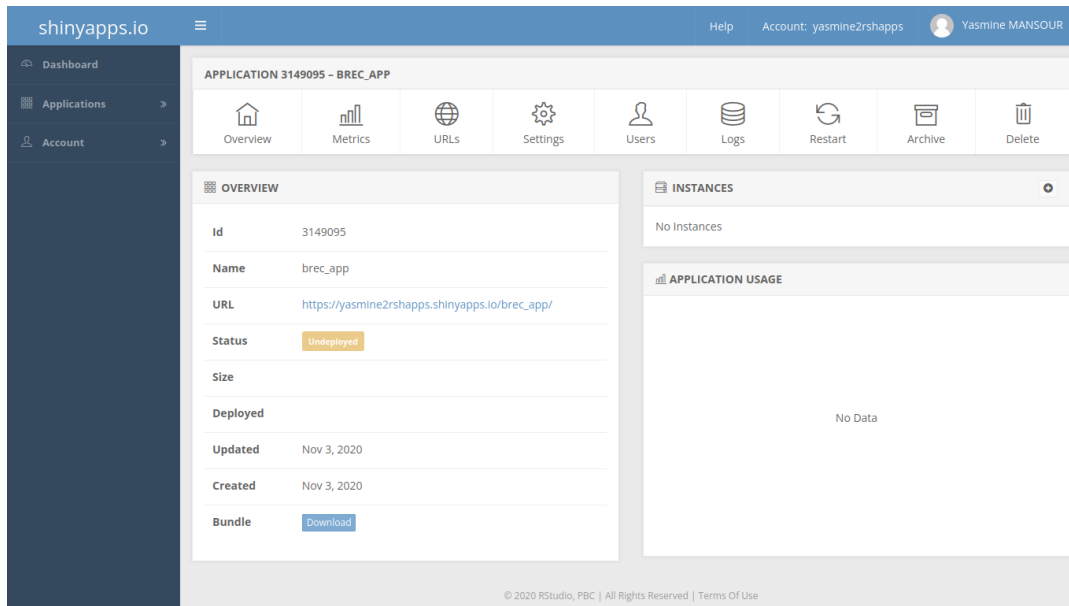 shinyapps.io
Help Account: yasmine2rshapps Yasmine MANSOUR
Dashboard
Applications
Account
APPLICATION 3149095 – BREC_APP
Overview Metrics URLs Settings Users Logs Restart Archive Delete
OVERVIEW
Id 3149095
Name brec_app
URL https://yasmine2rshapps.shinyapps.io/brec_app/
Status Undeployed
Size
Deployed
Updated Nov 3, 2020
Created Nov 3, 2020
Bundle Download
INSTANCES
No Instances
APPLICATION USAGE
No Data
© 2020 RStudio, PBC | All Rights Reserved | Terms Of Use